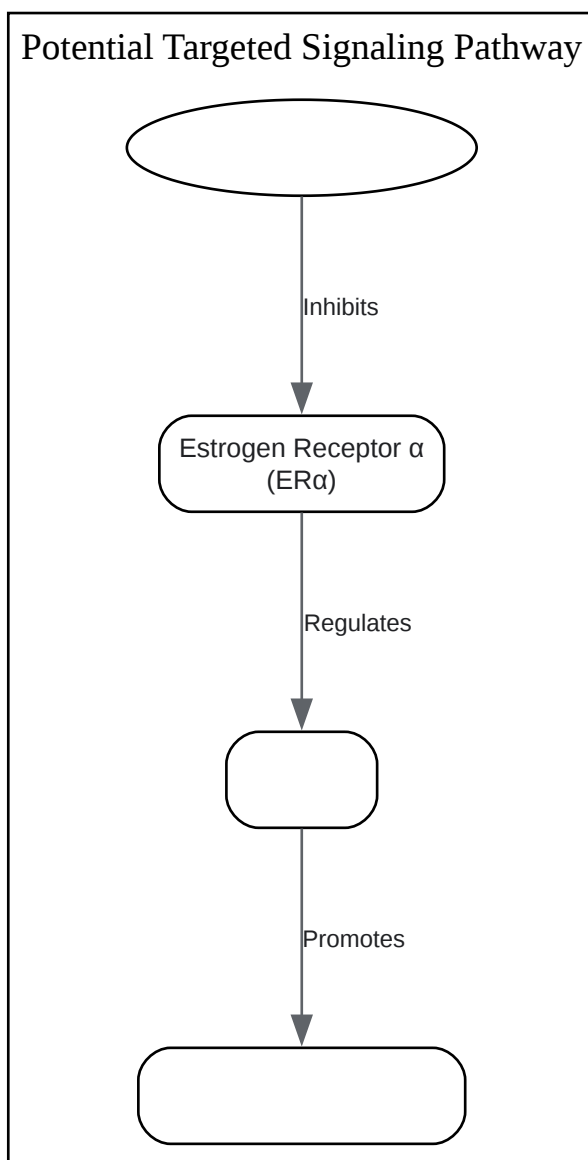 Potential Targeted Signaling Pathway
Inhibits
Estrogen Receptor α
(ERα)
Regulates
Promotes